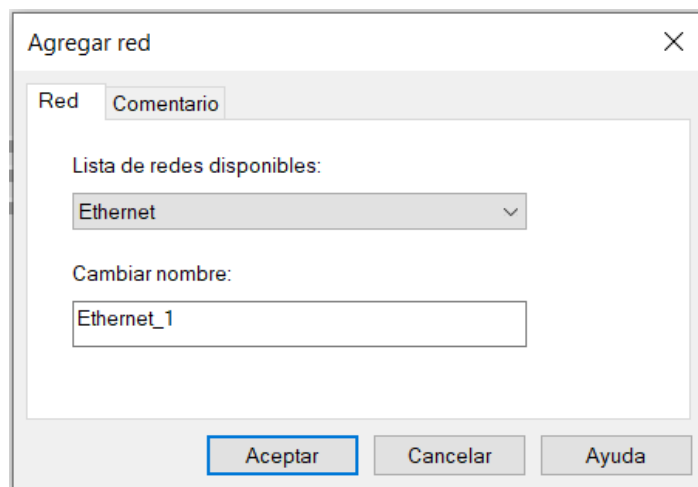 Agregar red
Red
Comentario
Lista de redes disponibles:
Ethernet
Cambiar nombre:
Ethernet_1
Aceptar
Cancelar
Ayuda